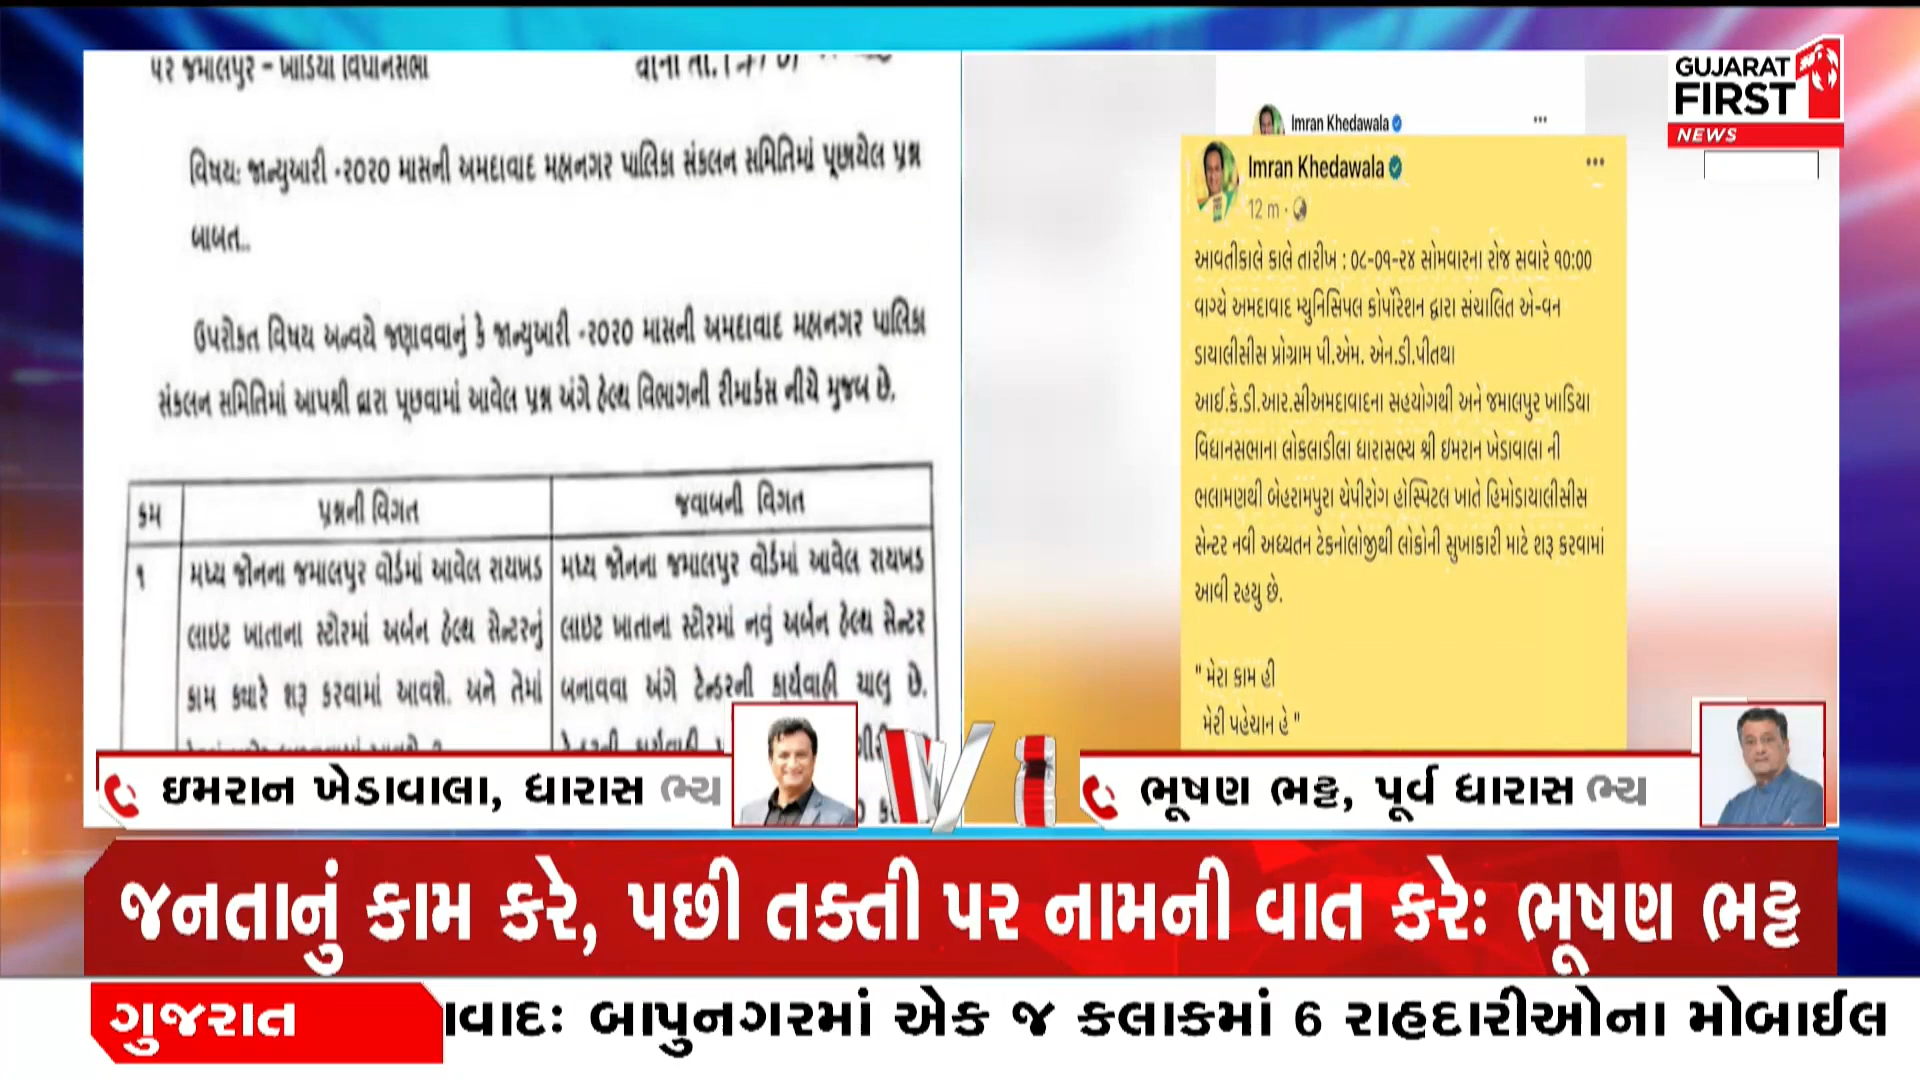 પર જમાલપુર - ખાડિયા વિધાનસભા
વિષય: જાન્યુઆરી -૨૦૨૦ માસની અમદાવાદ મહાનગર પાલિકા સંકલન સમિતિમાં પૂછાયેલ પ્રશ્ન
બાબત..
ઉપરોકત વિષય અન્વયે જણાવવાનું કે જાન્યુઆરી -૨૦૨૦ માસની અમદાવાદ મહાનગર પાલિકા
સંકલન સમિતિમાં આપશ્રી દ્વારા પૂછવામાં આવેલ પ્રશ્ન અંગે હેલ્થ વિભાગની રીમાર્કસ નીચે મુજબ છે.
ક્રમ પ્રશ્નની વિગત જવાબની વિગત
૧ મધ્ય જોનના જમાલપુર વોર્ડમાં આવેલ રાયખડ મધ્ય જોનના જમાલપુર વોર્ડમાં આવેલ રાયખડ
લાઇટ ખાતાના સ્ટોરમાં અર્બન હેલ્થ સેન્ટરનું લાઇટ ખાતાના સ્ટોરમાં નવું અર્બન હેલ્થ સેન્ટર
કામ ક્યારે શરૂ કરવામાં આવશે. અને તેમાં બનાવવા અંગે ટેન્ડરની કાર્યવાહી ચાલુ છે.
Imran Khedawala
Imran Khedawala
12 m
આવતીકાલે કાલે તારીખ : ૦૮-૦૧-૨૪ સોમવારના રોજ સવારે ૧૦:૦૦
વાગ્યે અમદાવાદ મ્યુનિસિપલ કોર્પોરેશન દ્વારા સંચાલિત એ-વન
ડાયાલીસીસ પ્રોગ્રામ પી.એમ. એન.ડી.પીતથા
આઈ.કે.ડી.આર.સીઅમદાવાદના સહયોગથી અને જમાલપુર ખાડિયા
વિધાનસભાના લોકલાડીલા ધારાસભ્ય શ્રી ઇમરાન ખેડાવાલા ની
ભલામણથી બેહરામપુરા ચેપીરોગ હોસ્પિટલ ખાતે હિમોડાયાલીસીસ
સેન્ટર નવી અધ્યતન ટેકનોલોજીથી લોકોની સુખાકારી માટે શરૂ કરવામાં
આવી રહયુ છે.
" મેરા કામ હી
મેરી પહેચાન હે "
GUJARAT
FIRST
NEWS
ઇમરાન ખેડાવાલા, ધારાસ ભ્ય
ભૂષણ ભટ્ટ, પૂર્વ ધારાસ ભ્ય
જનતાનું કામ કરે, પછી તક્તી પર નામની વાત કરેઃ ભૂષણ ભટ્ટ
ગુજરાત
ાવાદઃ બાપુનગરમાં એક જ કલાકમાં 6 રાહદારીઓના મોબાઈલ